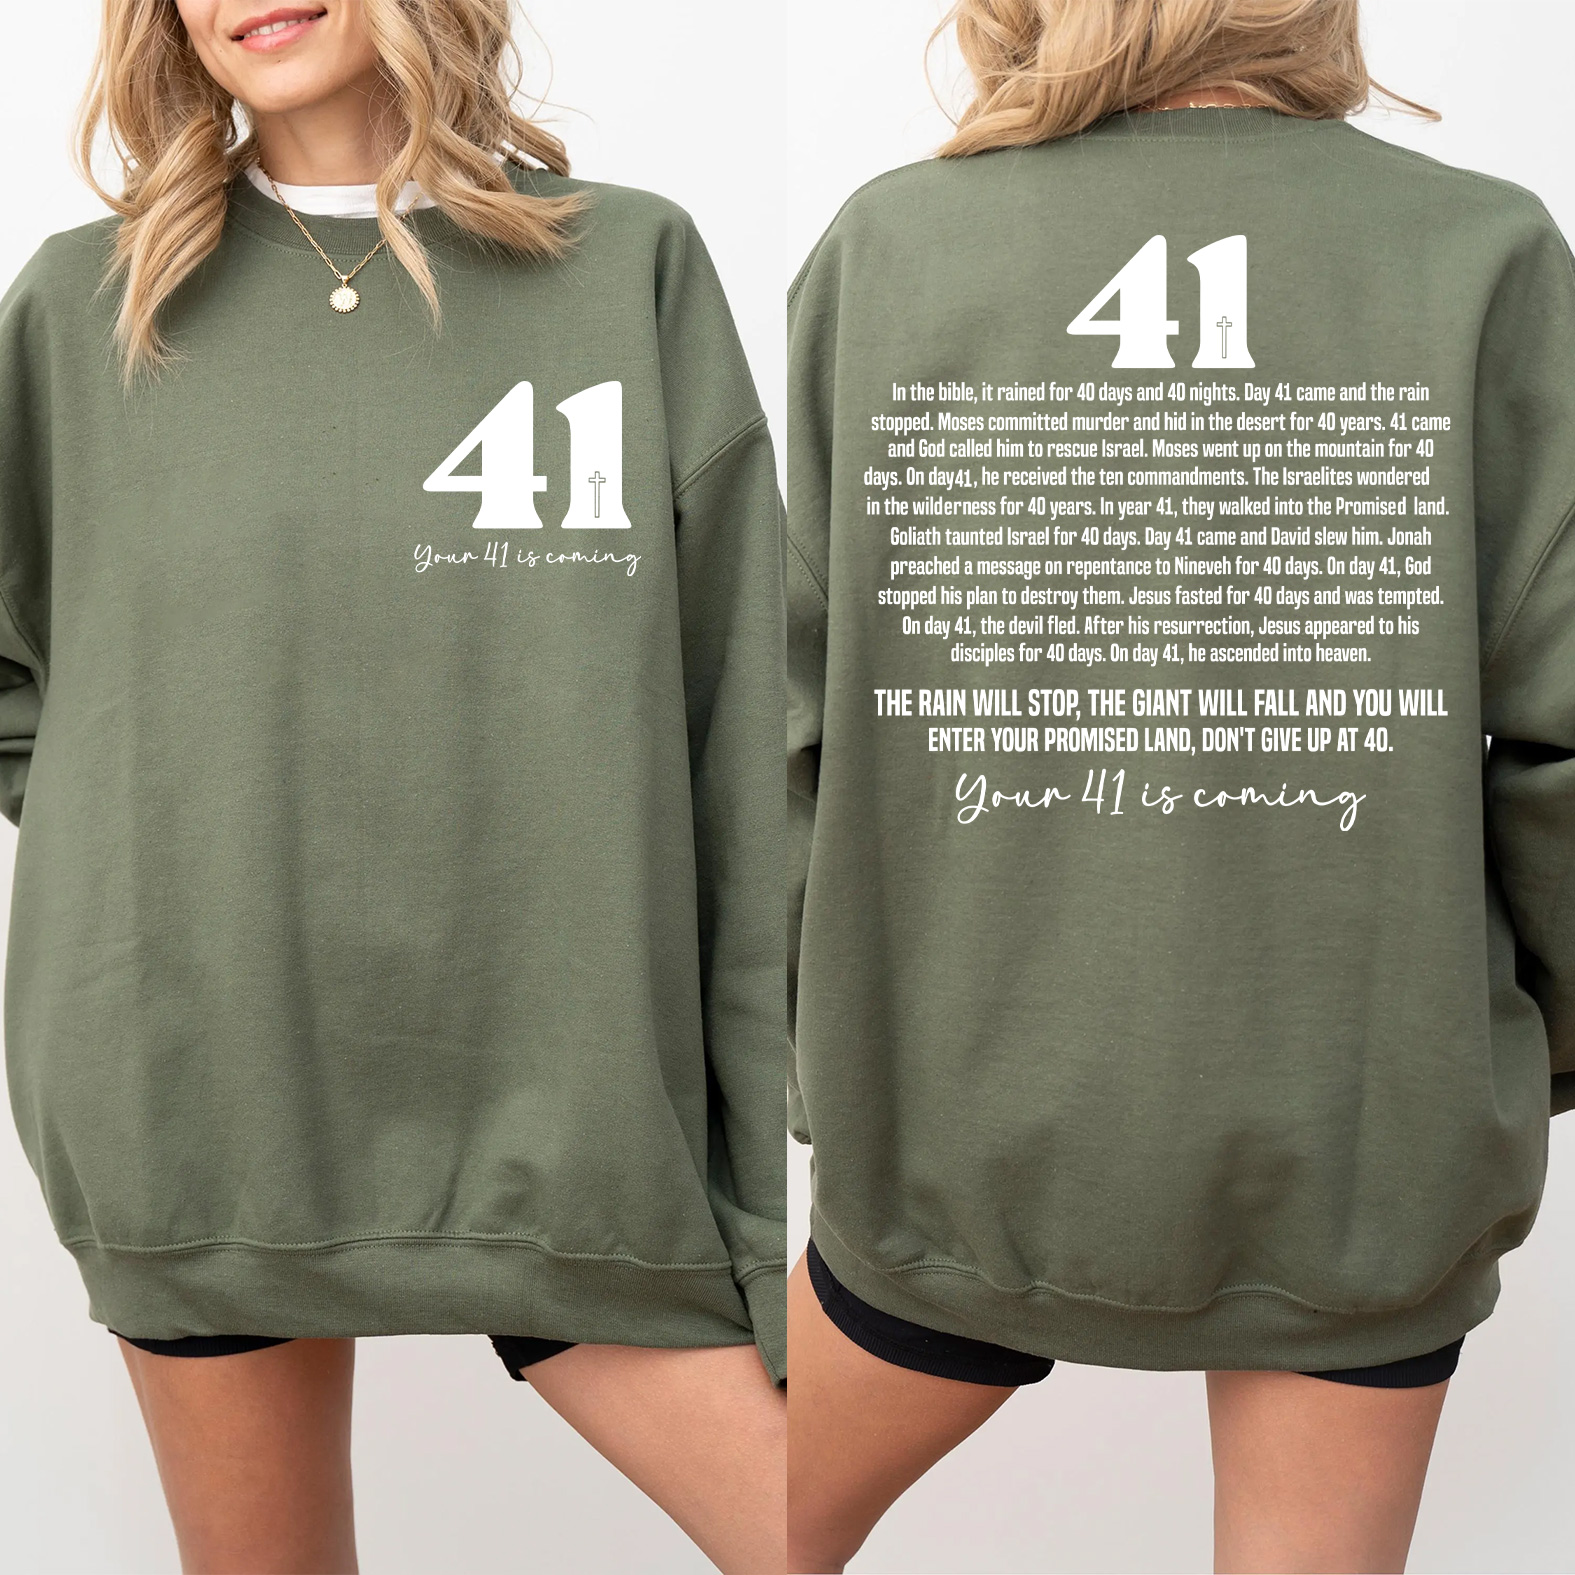 41
Your 41 is coming
41
In the bible, it rained for 40 days and 40 nights. Day 41 came and the rain
stopped. Moses committed murder and hid in the desert for 40 years. 41 came
and God called him to rescue Israel. Moses went up on the mountain for 40
days. On day41, he received the ten commandments. The Israelites wondered
in the wilderness for 40 years. In year 41, they walked into the Promised land.
Goliath taunted Israel for 40 days. Day 41 came and David slew him. Jonah
preached a message on repentance to Nineveh for 40 days. On day 41, God
stopped his plan to destroy them. Jesus fasted for 40 days and was tempted.
On day 41, the devil fled. After his resurrection, Jesus appeared to his
disciples for 40 days. On day 41, he ascended into heaven.
THE RAIN WILL STOP, THE GIANT WILL FALL AND YOU WILL
ENTER YOUR PROMISED LAND, DON'T GIVE UP AT 40.
Your 41 is coming